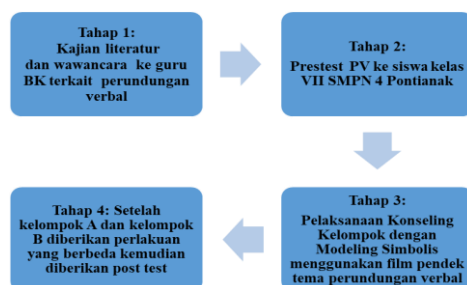 Tahap 1:
Kajian literatur
dan wawancara ke guru
BK terkait perundungan
verbal
Tahap 2:
Prestest PV ke siswa kelas
VII SMPN 4 Pontianak
Tahap 3:
Pelaksanaan Konseling
Kelompok dengan
Modeling Simbolis
menggunakan film pendek
tema perundungan verbal
Tahap 4: Setelah
kelompok A dan kelompok
B diberikan perlakuan
yang berbeda kemudian
diberikan post test